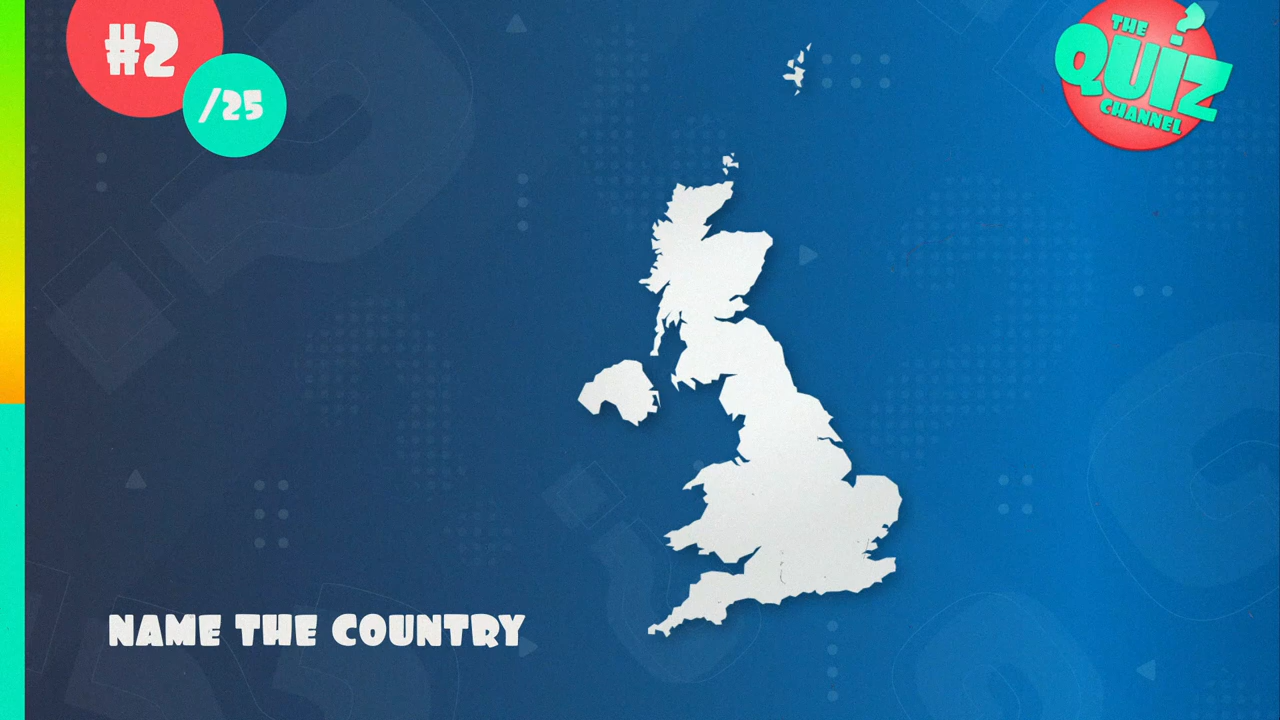 #2
/25
THE
QUIZ
CHANNEL
NAME THE COUNTRY